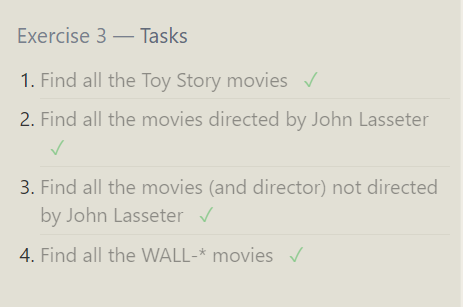 Exercise 3 — Tasks
1. Find all the Toy Story movies ✓
2. Find all the movies directed by John Lasseter
✓
3. Find all the movies (and director) not directed
by John Lasseter ✓
4. Find all the WALL-* movies ✓